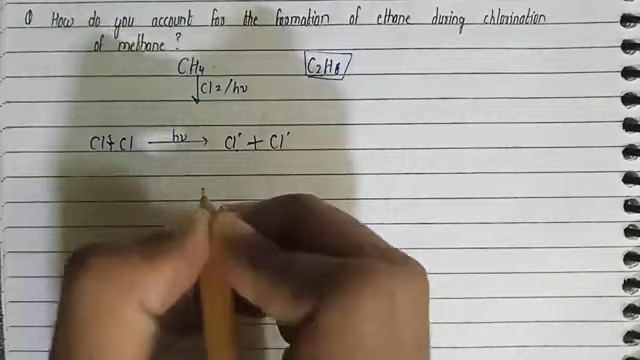 Q How do you account for the formation of ethane during chlorination
of methane?
CH4 C2H6
Cl2/hν
Cl+Cl hν Cl• + Cl•